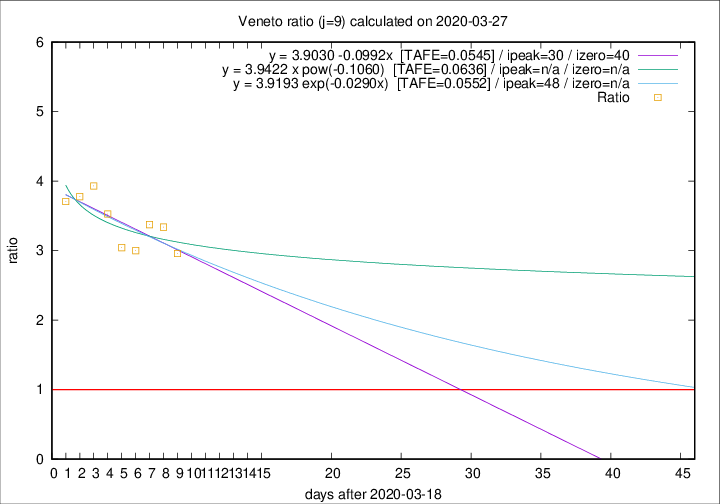 Veneto ratio (j=9) calculated on 2020-03-27
y = 3.9030 -0.0992x [TAFE=0.0545] / ipeak=30 / izero=40
y = 3.9422 x pow(-0.1060) [TAFE=0.0636] / ipeak=n/a / izero=n/a
y = 3.9193 exp(-0.0290x) [TAFE=0.0552] / ipeak=48 / izero=n/a
Ratio
6
5
4
3
2
1
0
ratio
0 1 2 3 4 5 6 7 8 9 10 11 12 13 14 15 20 25 30 35 40 45
days after 2020-03-18